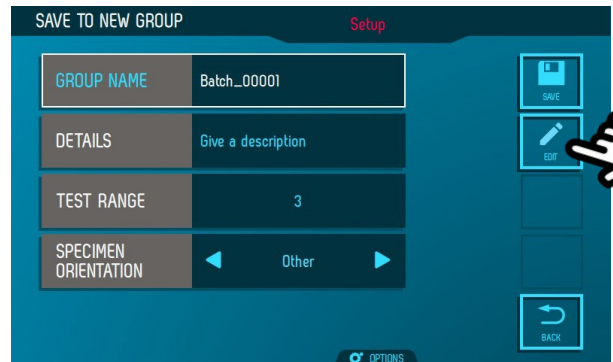 SAVE TO NEW GROUP
Setup
GROUP NAME
Batch_00001
SAVE
DETAILS
Give a description
EDIT
TEST RANGE
3
SPECIMEN
ORIENTATION
Other
BACK
OPTIONS